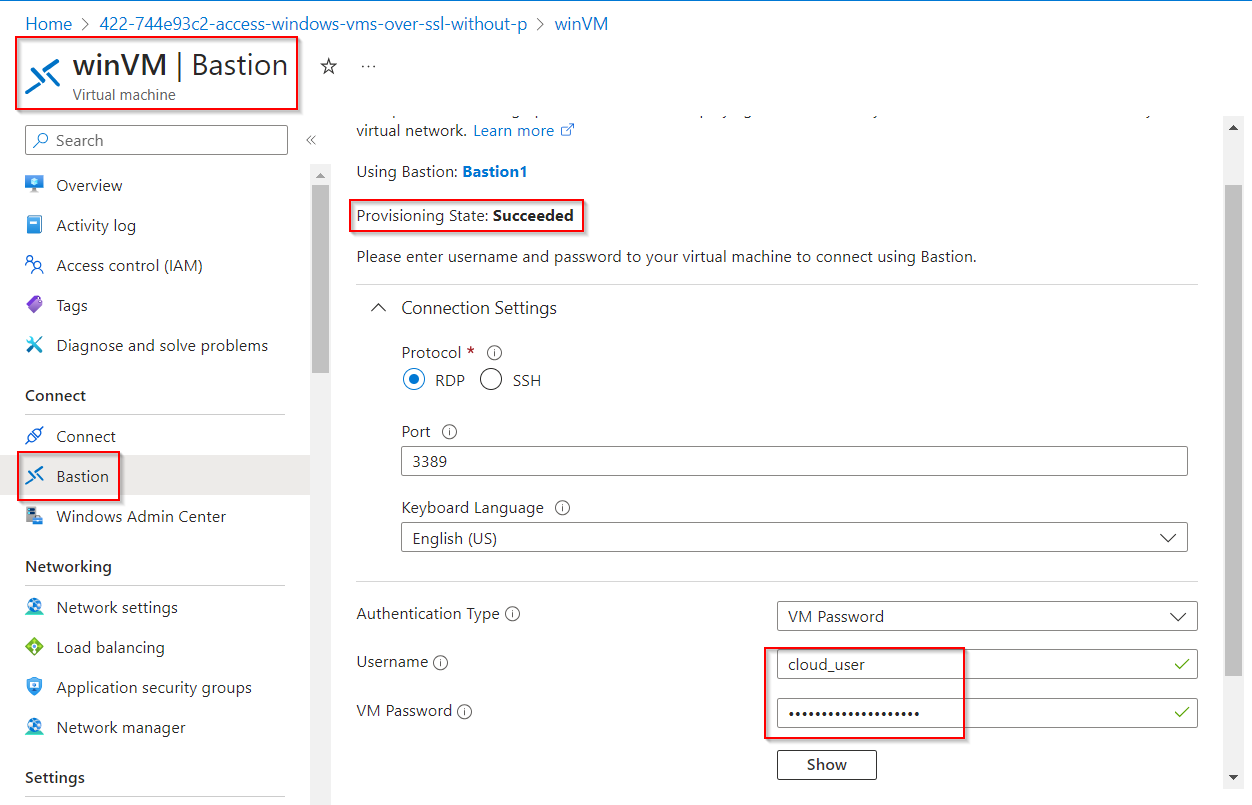 Home > 422-744e93c2-access-windows-vms-over-ssl-without-p > winVM
winVM | Bastion
Virtual machine
Search
Overview
Activity log
Access control (IAM)
Tags
Diagnose and solve problems
Connect
Connect
Bastion
Windows Admin Center
Networking
Network settings
Load balancing
Application security groups
Network manager
Settings
virtual network. Learn more
Using Bastion: Bastion1
Provisioning State: Succeeded
Please enter username and password to your virtual machine to connect using Bastion.
Connection Settings
Protocol *
RDP SSH
Port
3389
Keyboard Language
English (US)
Authentication Type
VM Password
Username
cloud_user
VM Password
••••••••••••••••••••
Show